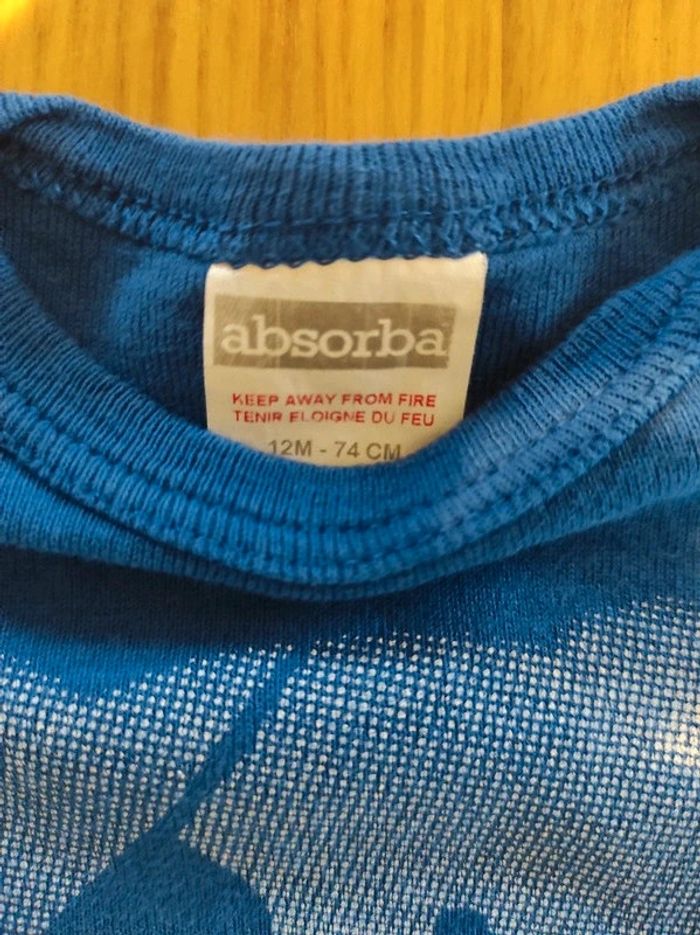 absorba
KEEP AWAY FROM FIRE
TENIR ELOIGNE DU FEU
12M - 74 CM